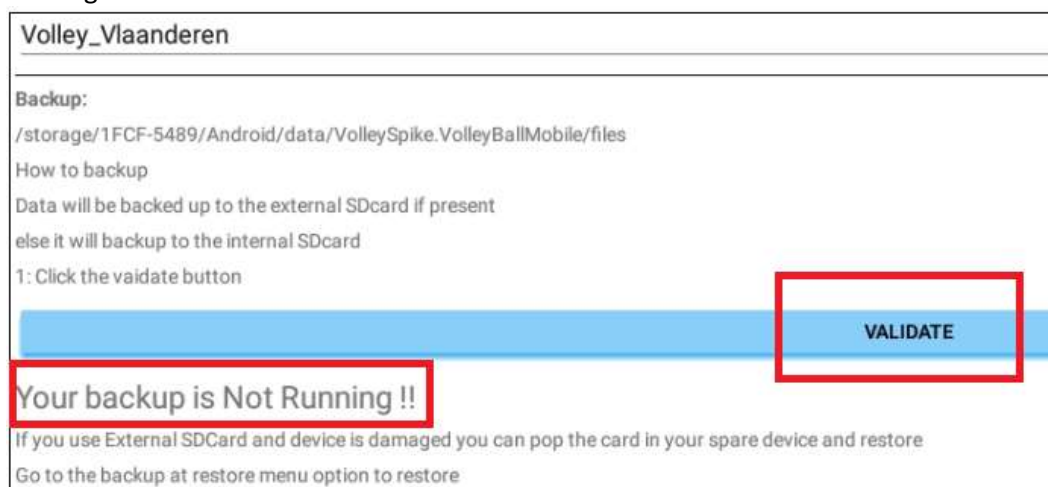 Volley_Vlaanderen
Backup:
/storage/1FCF-5489/Android/data/VolleySpike.VolleyBallMobile/files
How to backup
Data will be backed up to the external SDcard if present
else it will backup to the internal SDcard
1: Click the vaidate button
VALIDATE
Your backup is Not Running !!
If you use External SDCard and device is damaged you can pop the card in your spare device and restore
Go to the backup at restore menu option to restore